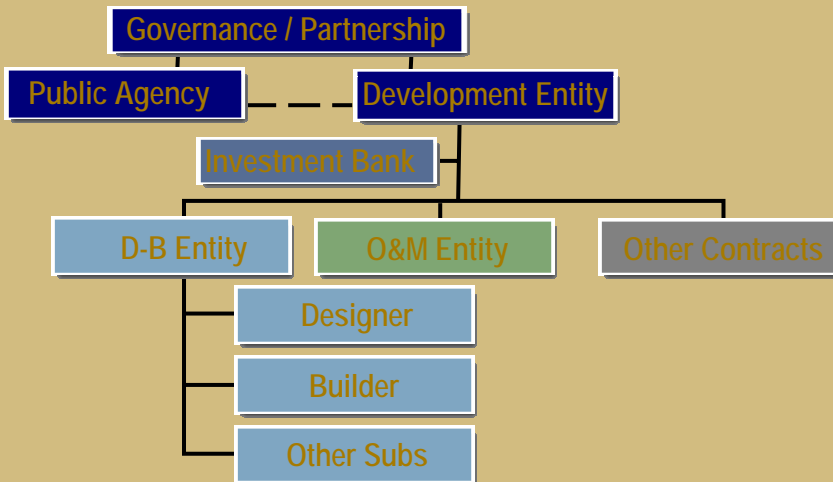 Governance / Partnership
Public Agency
Development Entity
Investment Bank
D-B Entity
O&M Entity
Other Contracts
Designer
Builder
Other Subs